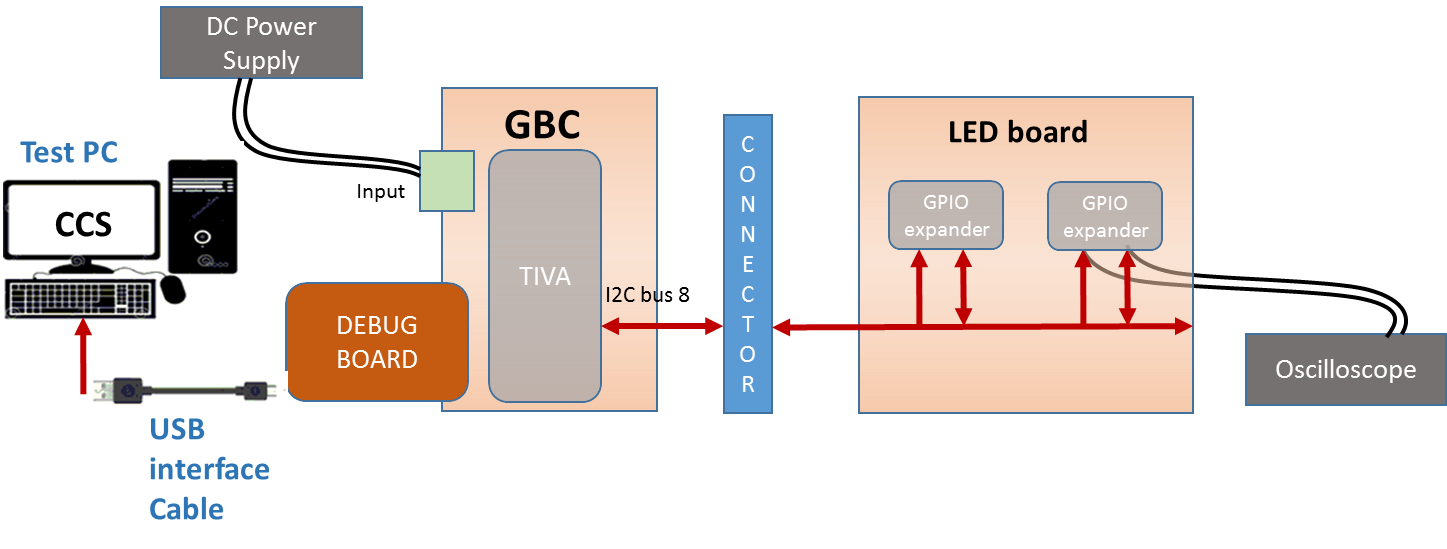 DC Power
Supply
Test PC
CCS
Input
GBC
TIVA
DEBUG
BOARD
I2C bus 8
USB
interface
Cable
C
O
N
N
E
C
T
O
R
LED board
GPIO
expander
GPIO
expander
Oscilloscope